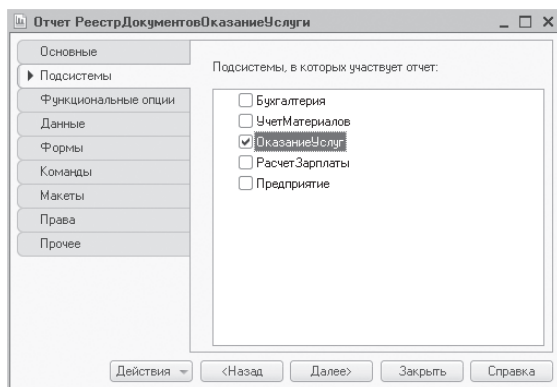 Отчет РеестрДокументовОказаниеУслуги
Основные
Подсистемы
Функциональные опции
Данные
Формы
Команды
Макеты
Права
Прочее
Подсистемы, в которых участвует отчет:
Бухгалтерия
УчетМатериалов
ОказаниеУслуг
РасчетЗарплаты
Предприятие
Действия
<Назад
Далее>
Закрыть
Справка